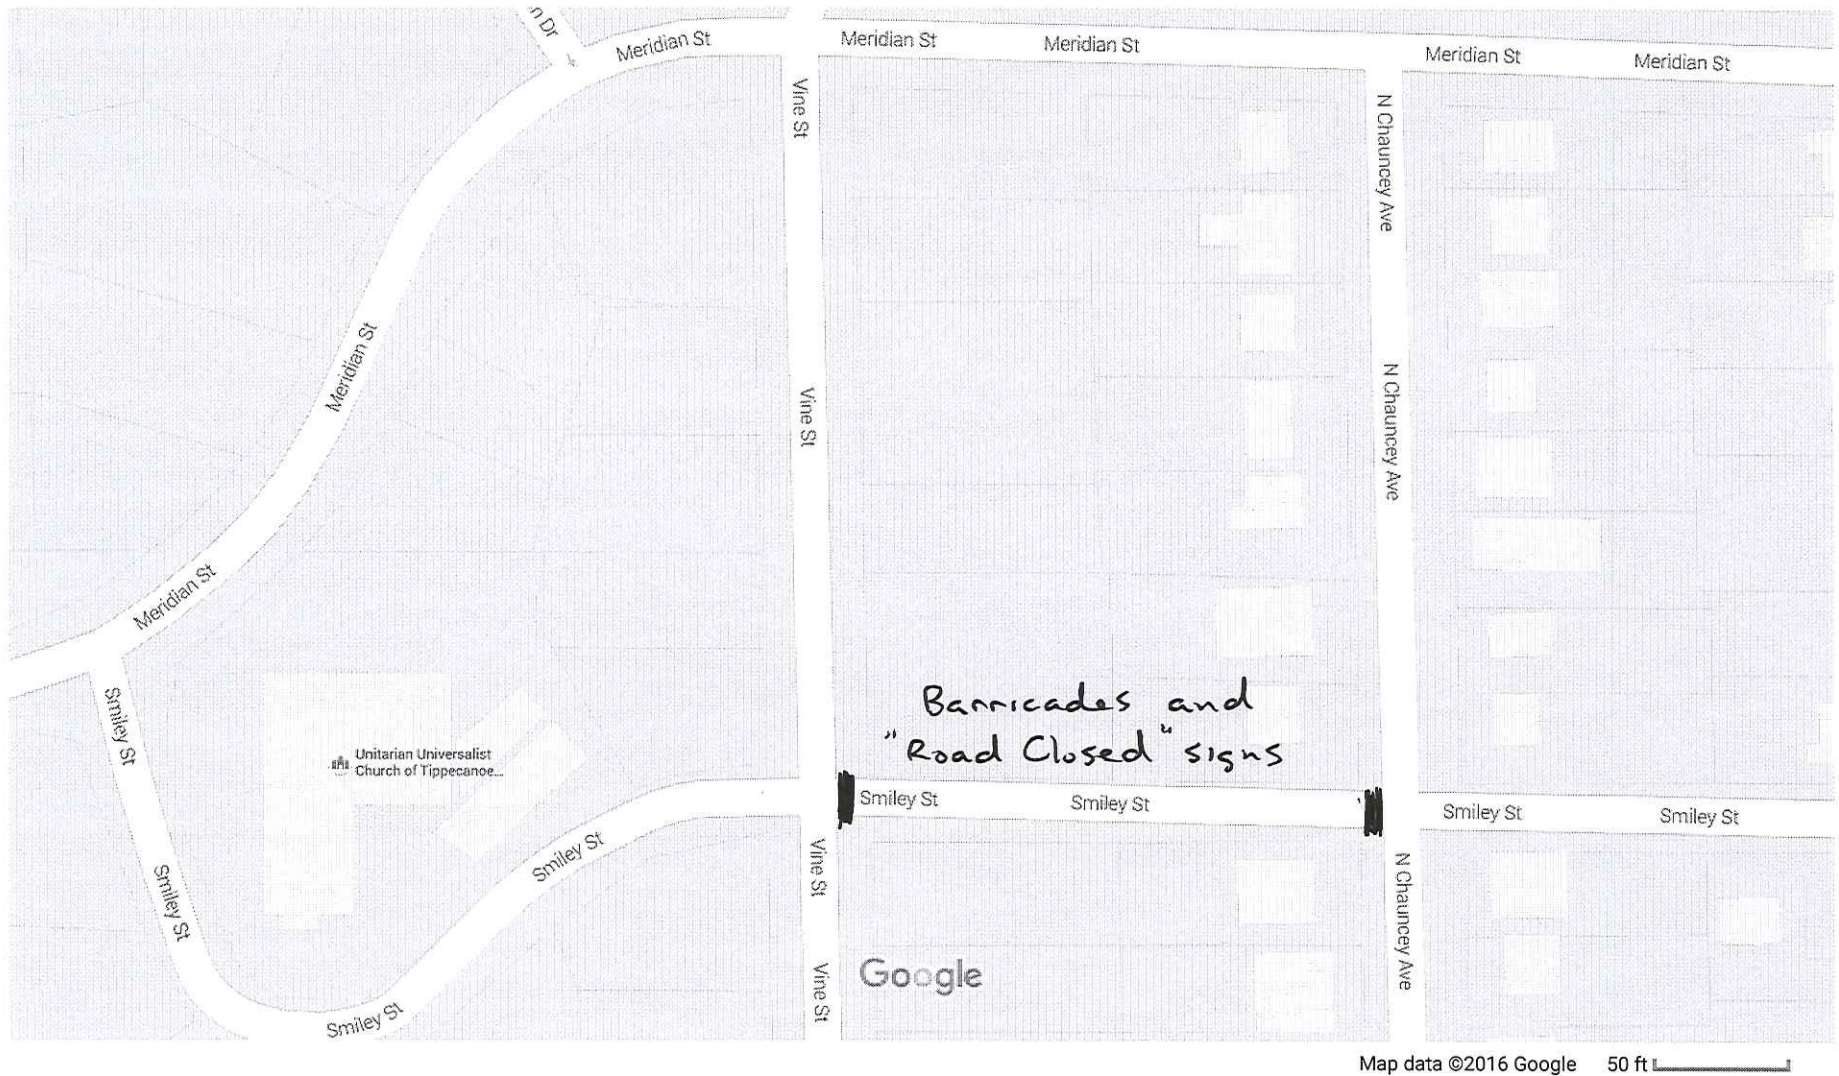 n Dr
Meridian St
Meridian St
Meridian St
Meridian St
Meridian St
Vine St
N Chauncey Ave
Meridian St
Vine St
N Chauncey Ave
Meridian St
Smiley St
Barricades and
"Road Closed" signs
Unitarian Universalist
Church of Tippecanoe...
Smiley St
Smiley St
Smiley St
Smiley St
Smiley St
Vine St
N Chauncey Ave
Smiley St
Google
Vine St
Smiley St
Map data ©2016 Google 50 ft